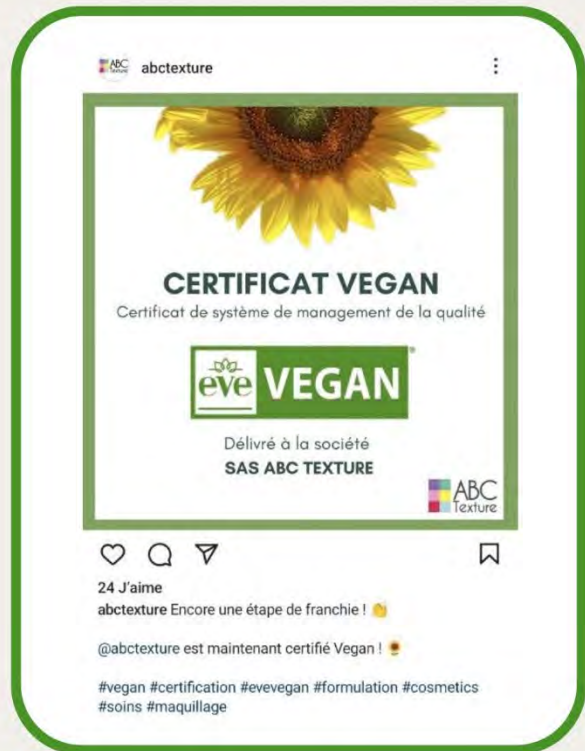 ABC
Texture
abctexture
CERTIFICAT VEGAN
Certificat de système de management de la qualité
eve VEGAN®
Délivré à la société
SAS ABC TEXTURE
ABC
Texture
24 J'aime
abctexture Encore une étape de franchie ! 👏
@abctexture est maintenant certifié Vegan ! 🌻
#vegan #certification #evevegan #formulation #cosmetics
#soins #maquillage